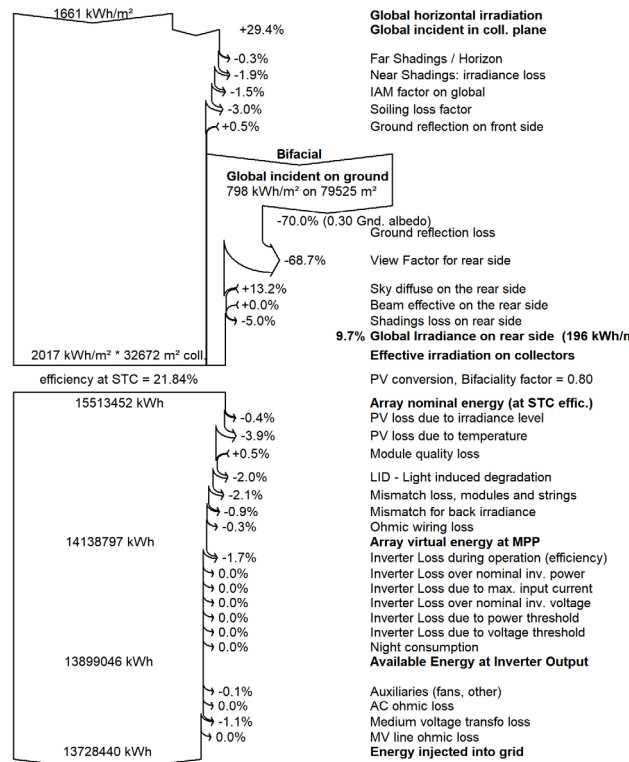 1661 kWh/m² Global horizontal irradiation
+29.4% Global incident in coll. plane
-0.3% Far Shadings / Horizon
-1.9% Near Shadings: irradiance loss
-1.5% IAM factor on global
-3.0% Soiling loss factor
+0.5% Ground reflection on front side
Bifacial
Global incident on ground
798 kWh/m² on 79525 m²
-70.0% (0.30 Gnd. albedo)
Ground reflection loss
-68.7% View Factor for rear side
+13.2% Sky diffuse on the rear side
+0.0% Beam effective on the rear side
-5.0% Shadings loss on rear side
9.7% Global Irradiance on rear side (196 kWh/m
2017 kWh/m² * 32672 m² coll. Effective irradiation on collectors
efficiency at STC = 21.84% PV conversion, Bifaciality factor = 0.80
15513452 kWh Array nominal energy (at STC effic.)
-0.4% PV loss due to irradiance level
-3.9% PV loss due to temperature
+0.5% Module quality loss
-2.0% LID - Light induced degradation
-2.1% Mismatch loss, modules and strings
-0.9% Mismatch for back irradiance
-0.3% Ohmic wiring loss
14138797 kWh Array virtual energy at MPP
-1.7% Inverter Loss during operation (efficiency)
0.0% Inverter Loss over nominal inv. power
0.0% Inverter Loss due to max. input current
0.0% Inverter Loss over nominal inv. voltage
0.0% Inverter Loss due to power threshold
0.0% Inverter Loss due to voltage threshold
0.0% Night consumption
13899046 kWh Available Energy at Inverter Output
-0.1% Auxiliaries (fans, other)
0.0% AC ohmic loss
-1.1% Medium voltage transfo loss
0.0% MV line ohmic loss
13728440 kWh Energy injected into grid